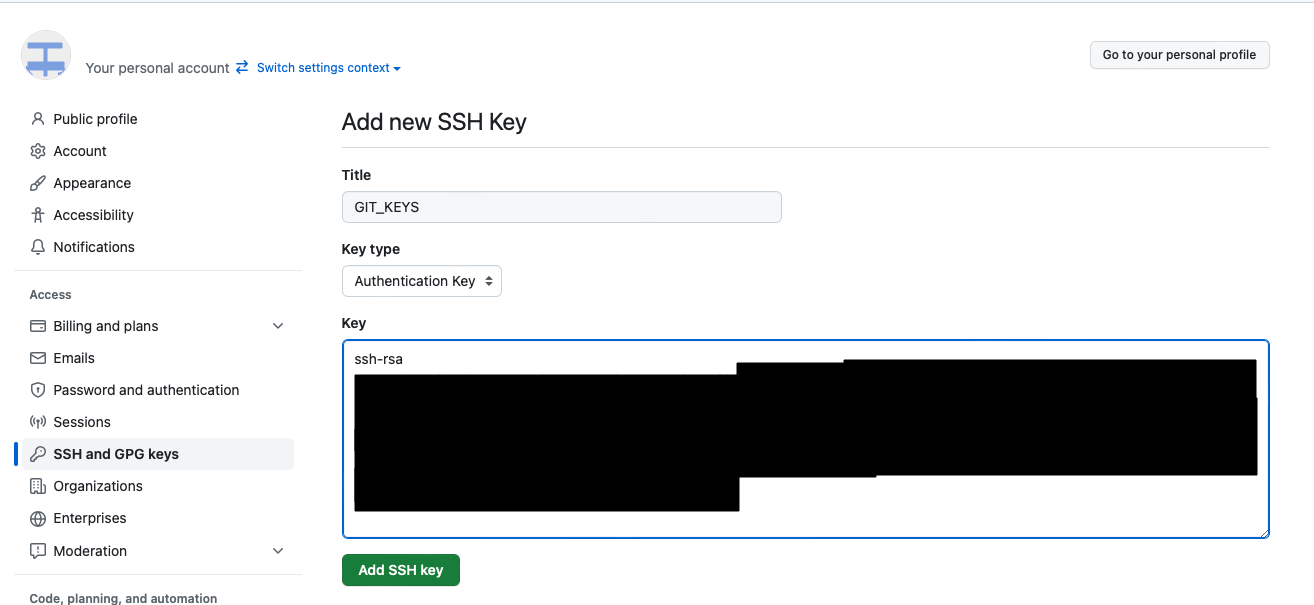 Your personal account Switch settings context
Go to your personal profile
Public profile
Account
Appearance
Accessibility
Notifications
Access
Billing and plans
Emails
Password and authentication
Sessions
SSH and GPG keys
Organizations
Enterprises
Moderation
Code, planning, and automation
Add new SSH Key
Title
GIT_KEYS
Key type
Authentication Key
Key
ssh-rsa
Add SSH key